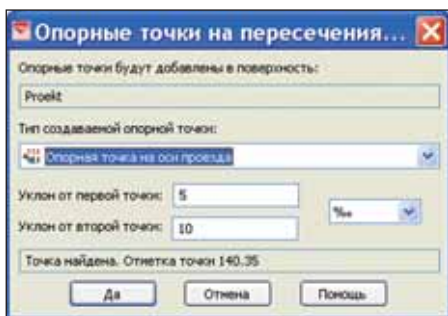 Опорные точки на пересечения...
Опорные точки будут добавлены в поверхность:
Proekt
Тип создаваемой опорной точки:
Опорная точка на оси проезда
Уклон от первой точки: 5
‰
Уклон от второй точки: 10
Точка найдена. Отметка точки 140.35
Да Отмена Помощь